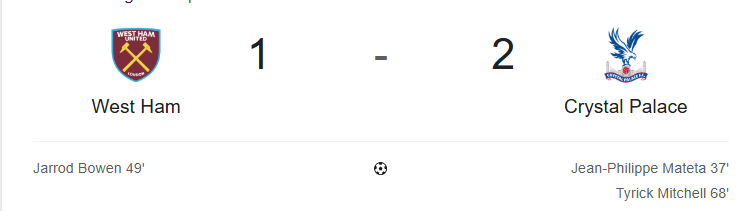 WEST HAM
UNITED
LONDON
1 - 2
West Ham Crystal Palace
Jarrod Bowen 49' Jean-Philippe Mateta 37'
Tyrick Mitchell 68'